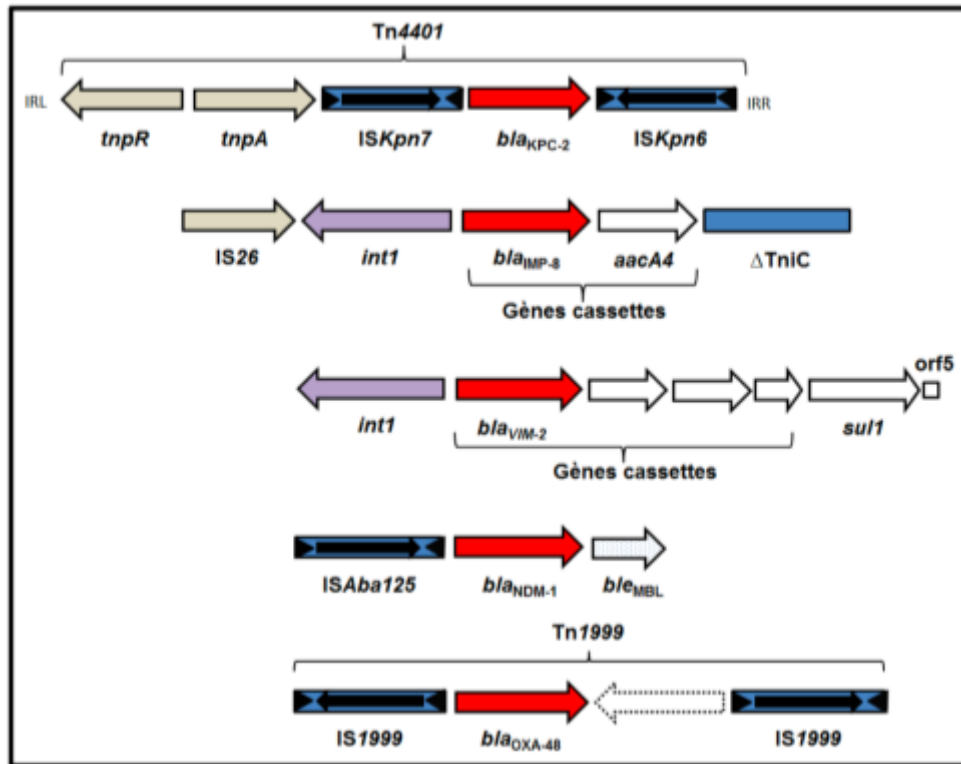 Tn4401
IRL
IRR
tnpR tnpA ISKpn7 blaKPC-2 ISKpn6
IS26 int1 blaIMP-8 aacA4 ΔTniC
Gènes cassettes
orf5
int1 blaVIM-2 sul1
Gènes cassettes
ISAba125 blaNDM-1 bleMBL
Tn1999
IS1999 blaOXA-48 IS1999